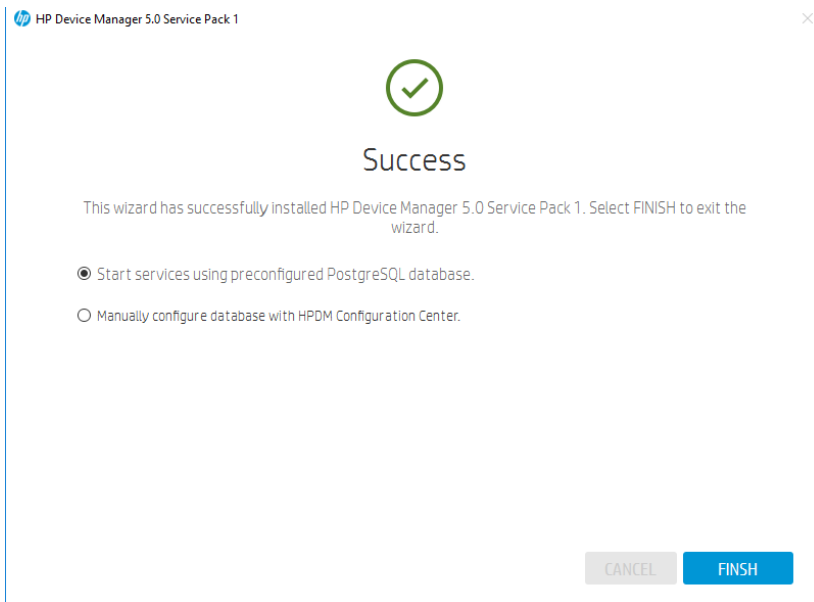 hp HP Device Manager 5.0 Service Pack 1
Success
This wizard has successfully installed HP Device Manager 5.0 Service Pack 1. Select FINISH to exit the
wizard.
Start services using preconfigured PostgreSQL database.
Manually configure database with HPDM Configuration Center.
CANCEL FINSH